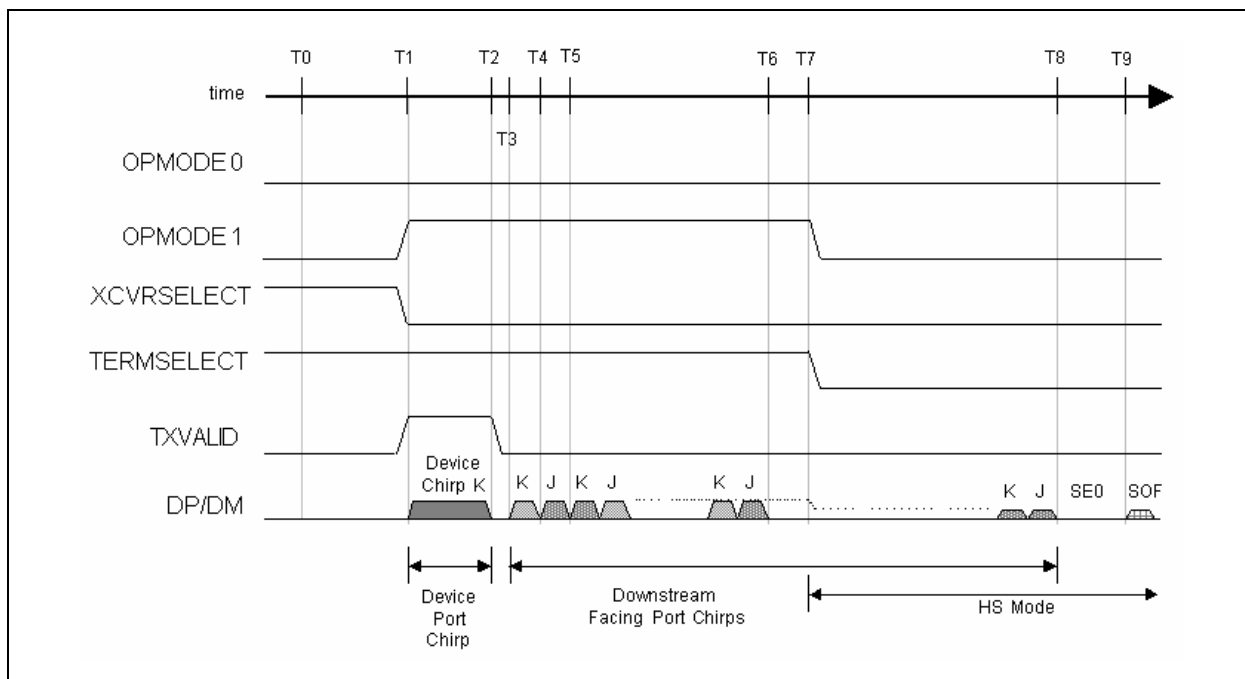 T0 T1 T2 T4 T5 T6 T7 T8 T9
time
T3
OPMODE 0
OPMODE 1
XCVRSELECT
TERMSELECT
TXVALID
Device
Chirp K
K J K J K J K J SE0 SOF
DP/DM
Device
Port
Chirp
Downstream
Facing Port Chirps
HS Mode